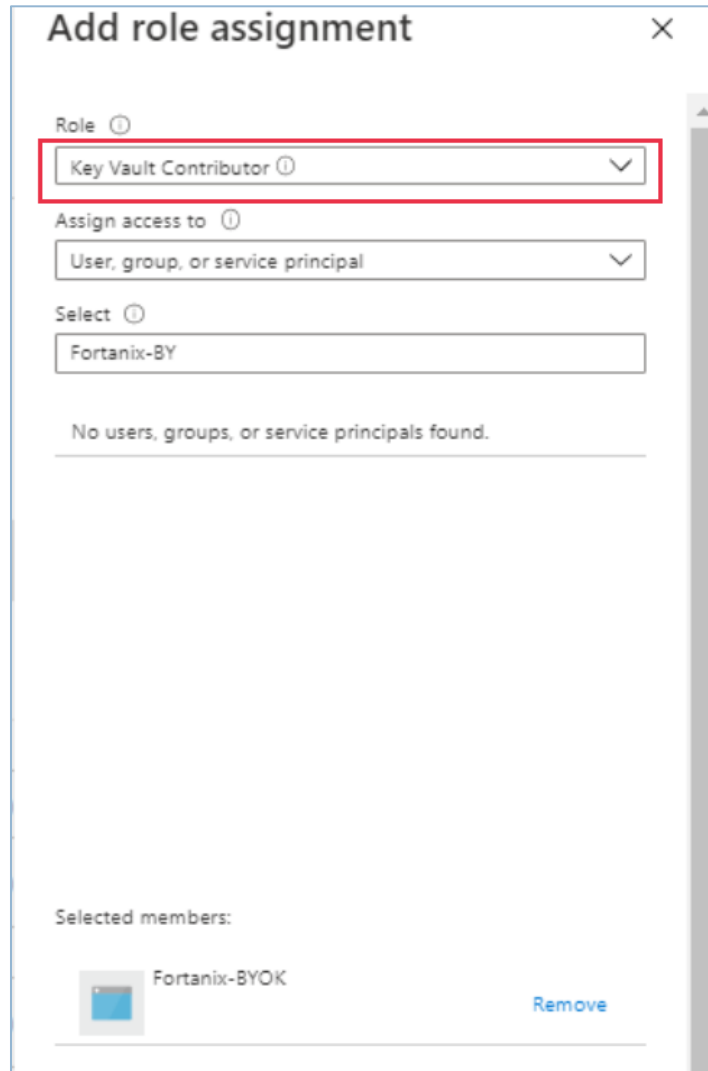 Add role assignment
Role
Key Vault Contributor
Assign access to
User, group, or service principal
Select
Fortanix-BY
No users, groups, or service principals found.
Selected members:
Fortanix-BYOK
Remove